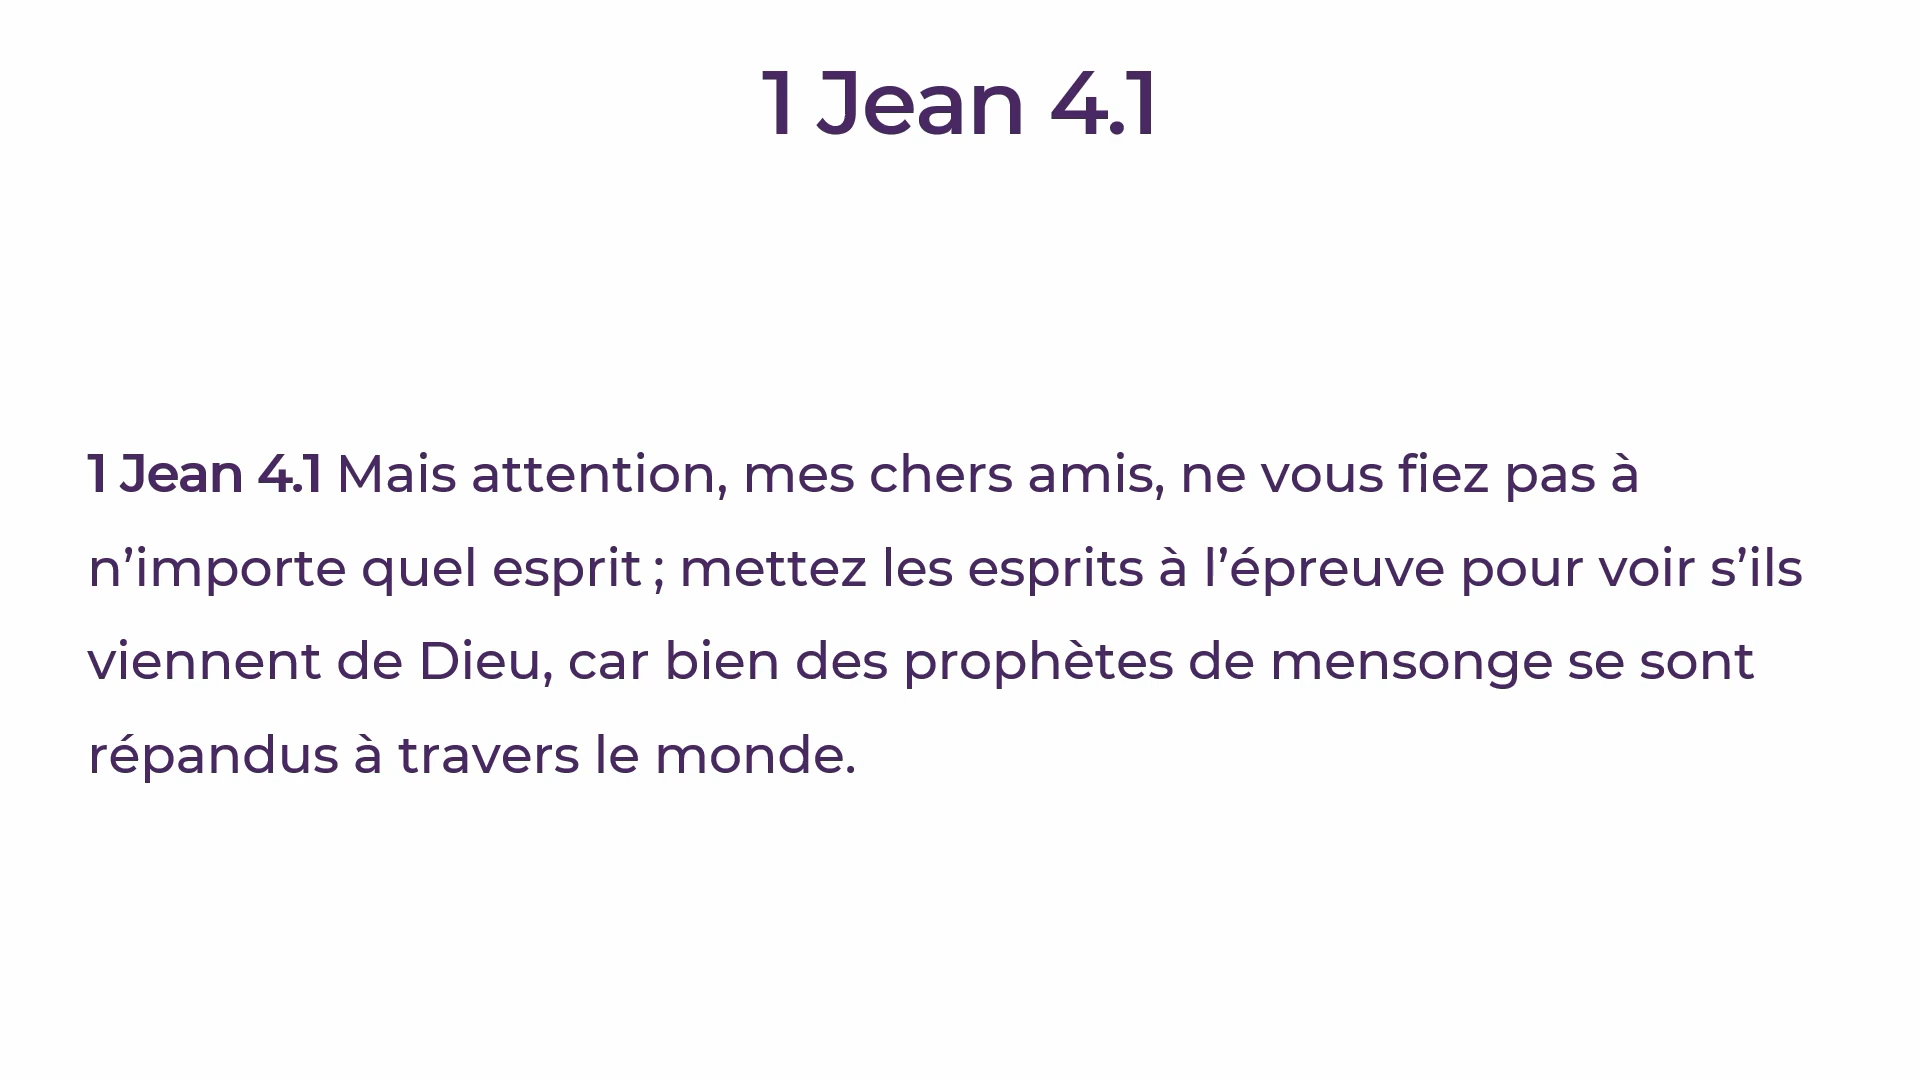 1 Jean 4.1
1 Jean 4.1 Mais attention, mes chers amis, ne vous fiez pas à
n’importe quel esprit ; mettez les esprits à l’épreuve pour voir s’ils
viennent de Dieu, car bien des prophètes de mensonge se sont
répandus à travers le monde.